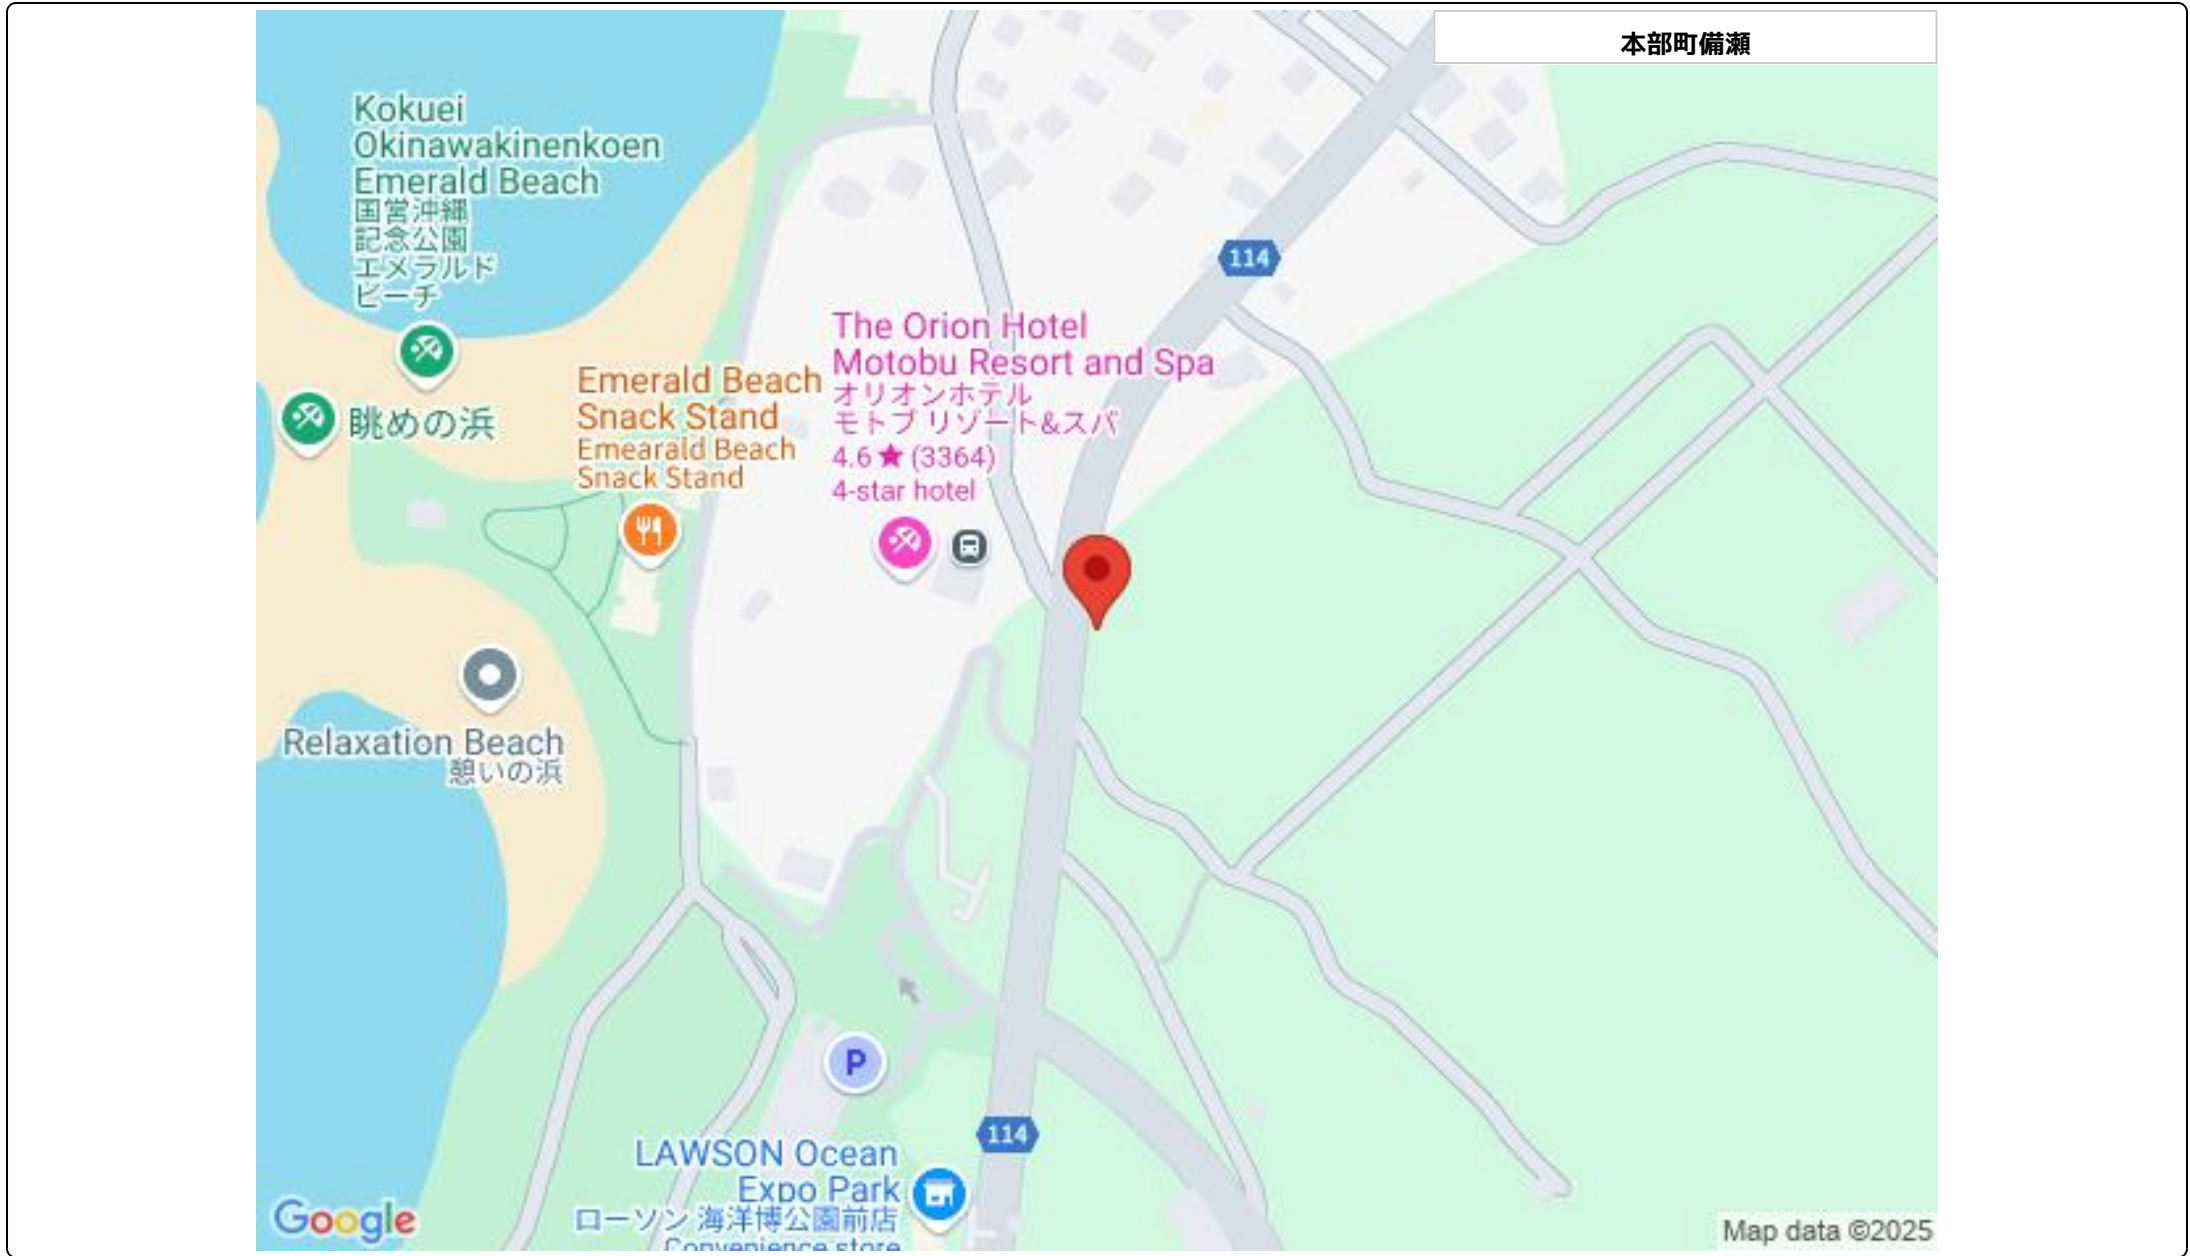 本部町備瀬
Kokuei
Okinawakinenkoen
Emerald Beach
国営沖縄
記念公園
エメラルド
ビーチ
114
The Orion Hotel
Motobu Resort and Spa
オリオンホテル
モトブ リゾート&スパ
4.6★(3364)
4-star hotel
Emerald Beach
Snack Stand
Emearald Beach
Snack Stand
眺めの浜
Relaxation Beach
憩いの浜
P
114
LAWSON Ocean
Expo Park
ローソン 海洋博公園前店
Convenience store
Google
Map data ©2025